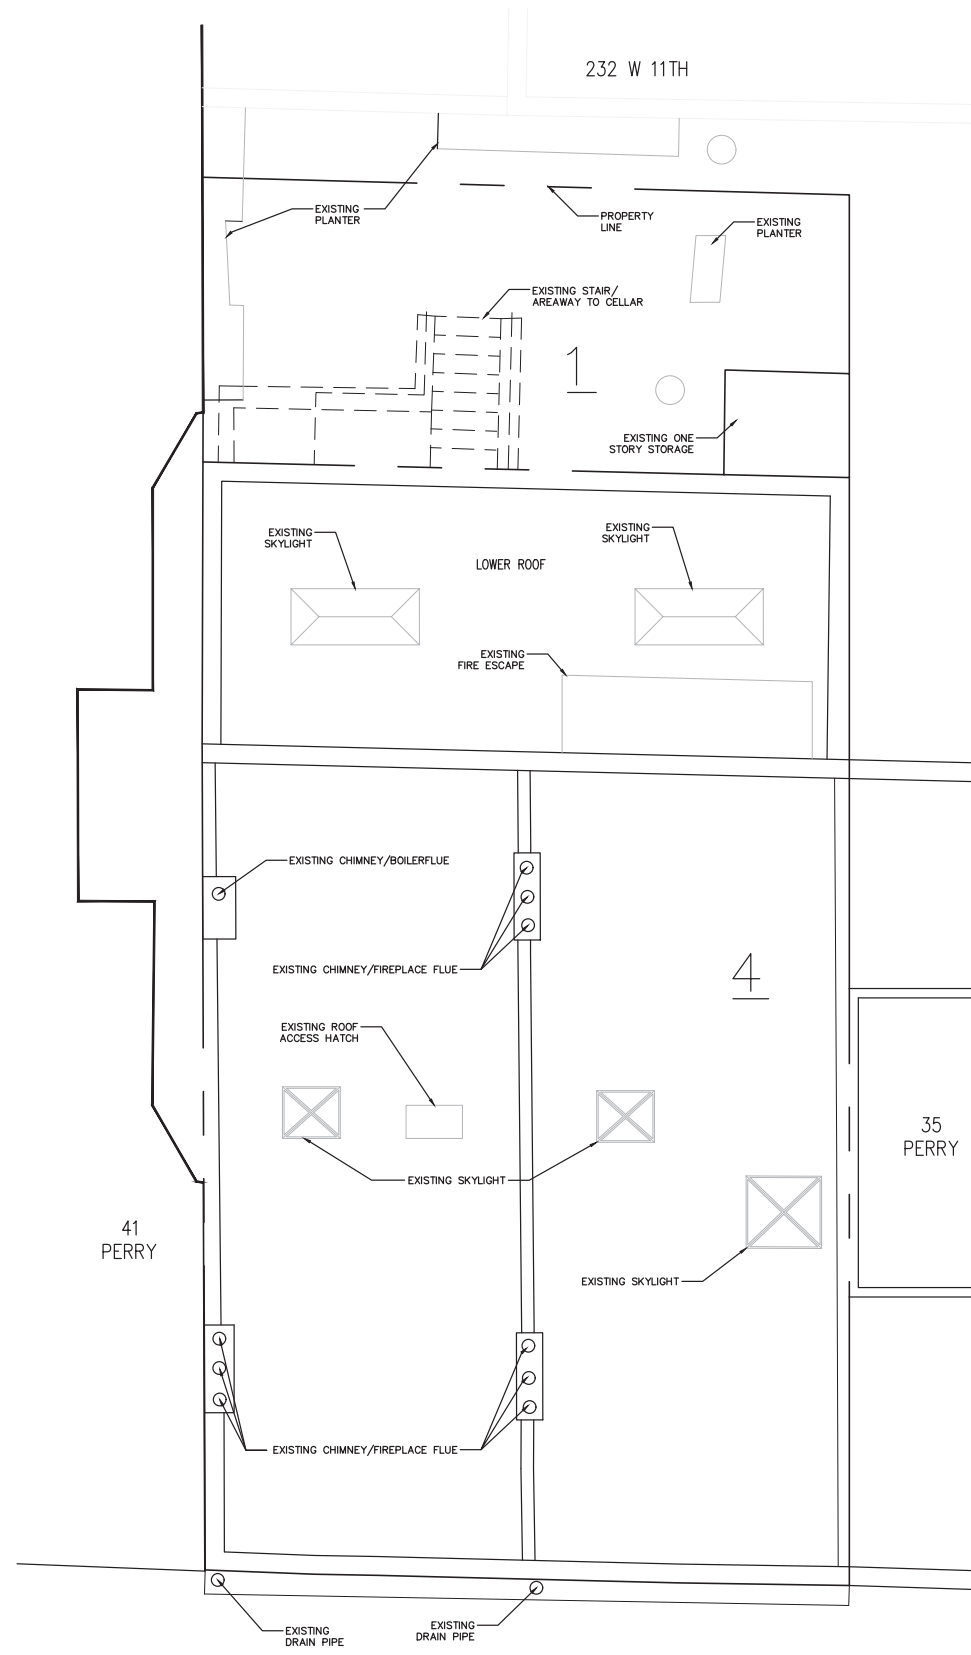 232 W 11TH
EXISTING
PLANTER
PROPERTY
LINE
EXISTING
PLANTER
EXISTING STAIR/
AREAWAY TO CELLAR
1
EXISTING ONE
STORY STORAGE
EXISTING
SKYLIGHT
EXISTING
SKYLIGHT
LOWER ROOF
EXISTING
FIRE ESCAPE
EXISTING CHIMNEY/BOILERFLUE
EXISTING CHIMNEY/FIREPLACE FLUE
4
EXISTING ROOF
ACCESS HATCH
35
PERRY
EXISTING SKYLIGHT
41
PERRY
EXISTING SKYLIGHT
EXISTING CHIMNEY/FIREPLACE FLUE
EXISTING
DRAIN PIPE
EXISTING
DRAIN PIPE